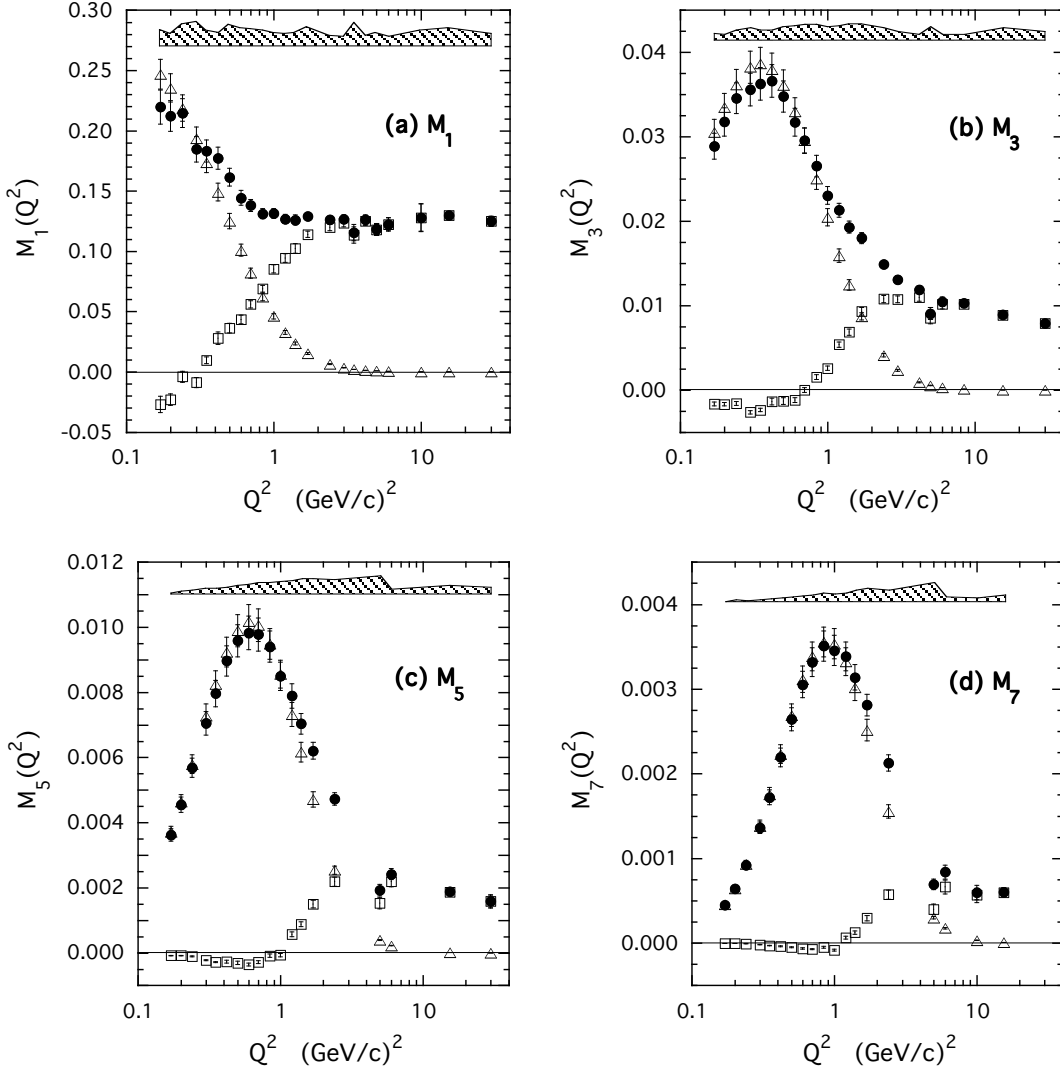 0.30
0.25
0.20
0.15
0.10
0.05
0.00
-0.05
M₁(Q²)
(a) M₁
0.1 1 10
Q² (GeV/c)²
0.04
0.03
0.02
0.01
0.00
M₃(Q²)
(b) M₃
0.1 1 10
Q² (GeV/c)²
0.012
0.010
0.008
0.006
0.004
0.002
0.000
M₅(Q²)
(c) M₅
0.1 1 10
Q² (GeV/c)²
0.004
0.003
0.002
0.001
0.000
M₇(Q²)
(d) M₇
0.1 1 10
Q² (GeV/c)²